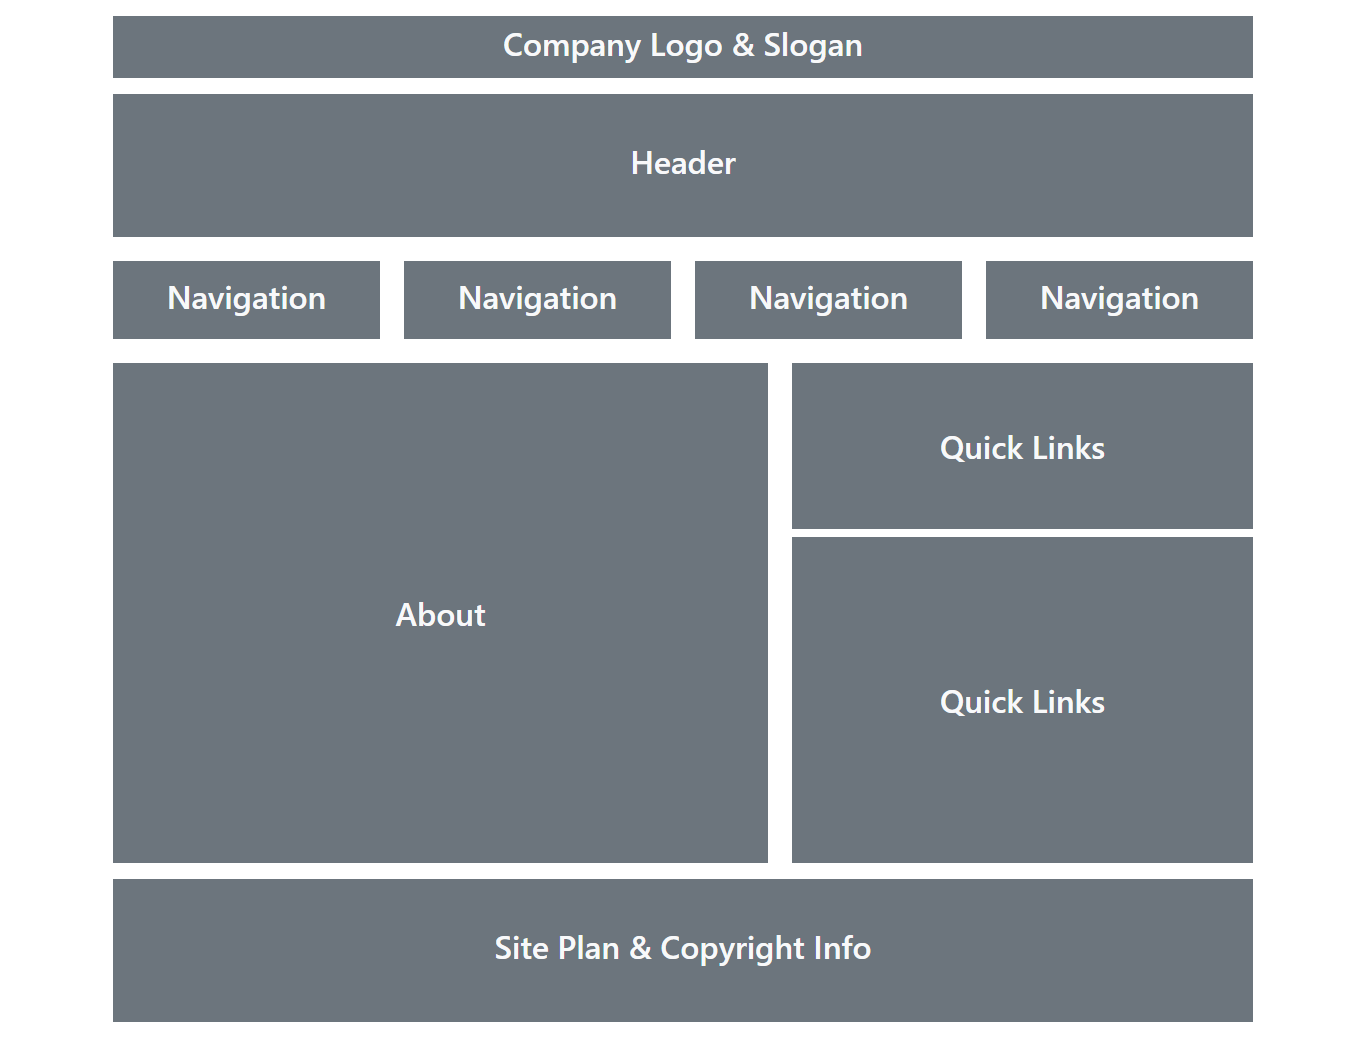 Company Logo & Slogan
Header
Navigation
Navigation
Navigation
Navigation
About
Quick Links
Quick Links
Site Plan & Copyright Info